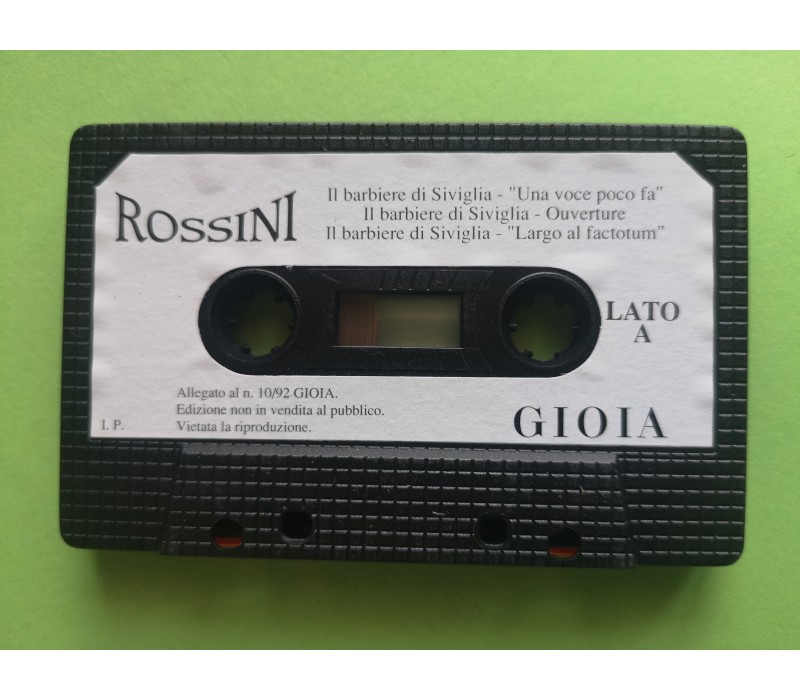 ROSSINI
Il barbiere di Siviglia - "Una voce poco fa"
Il barbiere di Siviglia - Ouverture
Il barbiere di Siviglia - "Largo al factotum"
LATO
A
Allegato al n. 10/92 GIOIA.
Edizione non in vendita al pubblico.
Vietata la riproduzione.
I. P.
GIOIA